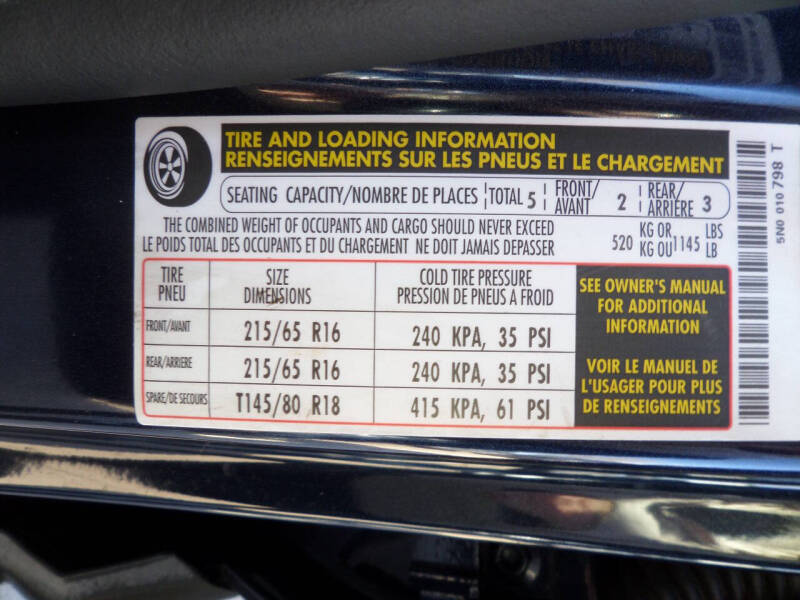 TIRE AND LOADING INFORMATION
RENSEIGNEMENTS SUR LES PNEUS ET LE CHARGEMENT
SEATING CAPACITY/NOMBRE DE PLACES TOTAL 5 FRONT/AVANT 2 REAR/ARRIÈRE 3
THE COMBINED WEIGHT OF OCCUPANTS AND CARGO SHOULD NEVER EXCEED
LE POIDS TOTAL DES OCCUPANTS ET DU CHARGEMENT NE DOIT JAMAIS DEPASSER
520 KG OR 1145 LBS
KG OU LB
TIRE SIZE COLD TIRE PRESSURE
PNEU DIMENSIONS PRESSION DE PNEUS A FROID
FRONT/AVANT 215/65 R16 240 KPA, 35 PSI
REAR/ARRIERE 215/65 R16 240 KPA, 35 PSI
SPARE/DE SECOURS T145/80 R18 415 KPA, 61 PSI
SEE OWNER'S MANUAL
FOR ADDITIONAL
INFORMATION
VOIR LE MANUEL DE
L'USAGER POUR PLUS
DE RENSEIGNEMENTS
5N0 010 798 T